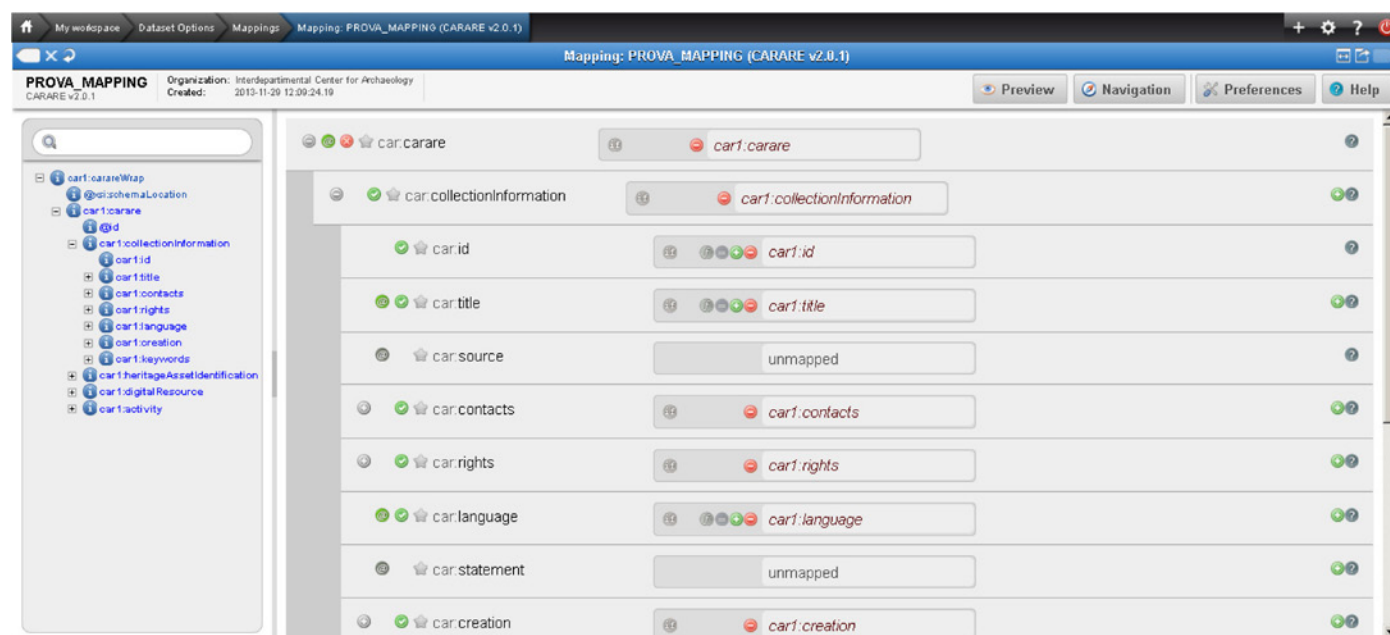 My workspace Dataset Options Mappings Mapping: PROVA_MAPPING (CARARE v2.0.1)
Mapping: PROVA_MAPPING (CARARE v2.0.1)
PROVA_MAPPING
CARARE v2.0.1
Organization: Interdepartimental Center for Archaeology
Created: 2013-11-29 12:09:24.19
Preview Navigation Preferences Help
car1:carareWrap
@xsi:schemaLocation
car1:carare
@id
car1:collectionInformation
car1:id
car1:title
car1:contacts
car1:rights
car1:language
car1:creation
car1:keywords
car1:heritageAssetIdentification
car1:digitalResource
car1:activity
car:carare car1:carare
car:collectionInformation car1:collectionInformation
car:id car1:id
car:title car1:title
car:source unmapped
car:contacts car1:contacts
car:rights car1:rights
car:language car1:language
car:statement unmapped
car:creation car1:creation